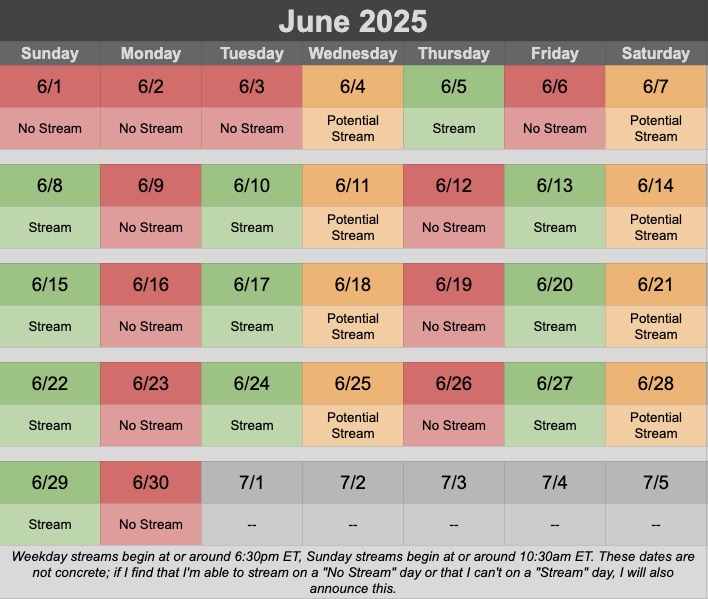 June 2025
Sunday Monday Tuesday Wednesday Thursday Friday Saturday
6/1 6/2 6/3 6/4 6/5 6/6 6/7
No Stream No Stream No Stream Potential Stream Stream No Stream Potential Stream
6/8 6/9 6/10 6/11 6/12 6/13 6/14
Stream No Stream Stream Potential Stream No Stream Stream Potential Stream
6/15 6/16 6/17 6/18 6/19 6/20 6/21
Stream No Stream Stream Potential Stream No Stream Stream Potential Stream
6/22 6/23 6/24 6/25 6/26 6/27 6/28
Stream No Stream Stream Potential Stream No Stream Stream Potential Stream
6/29 6/30 7/1 7/2 7/3 7/4 7/5
Stream No Stream -- -- -- -- --
Weekday streams begin at or around 6:30pm ET, Sunday streams begin at or around 10:30am ET. These dates are
not concrete; if I find that I'm able to stream on a "No Stream" day or that I can't on a "Stream" day, I will also
announce this.